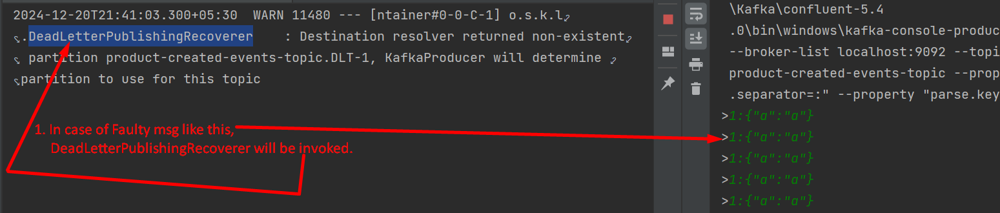 2024-12-20T21:41:03.300+05:30  WARN 11480 --- [ntainer#0-0-C-1] o.s.k.l
.DeadLetterPublishingRecoverer    : Destination resolver returned non-existent
partition product-created-events-topic.DLT-1, KafkaProducer will determine
partition to use for this topic
1. In case of Faulty msg like this,
DeadLetterPublishingRecoverer will be invoked.
\Kafka\confluent-5.4
.0\bin\windows\kafka-console-produc
--broker-list localhost:9092 --topi
product-created-events-topic --prop
.separator=:" --property "parse.key
>1:{"a":"a"}
>1:{"a":"a"}
>1:{"a":"a"}
>1:{"a":"a"}
>1:{"a":"a"}